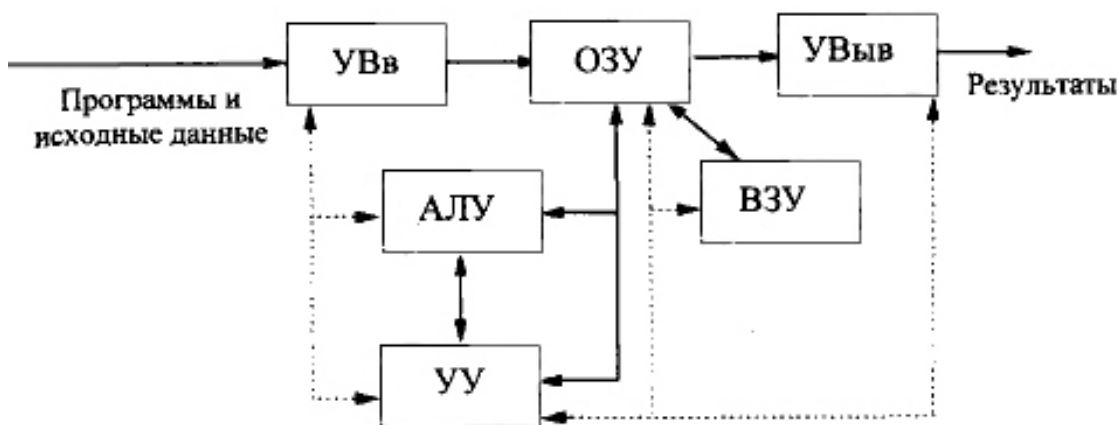 УВв
ОЗУ
УВыв
Программы и
исходные данные
Результаты
АЛУ
ВЗУ
УУ